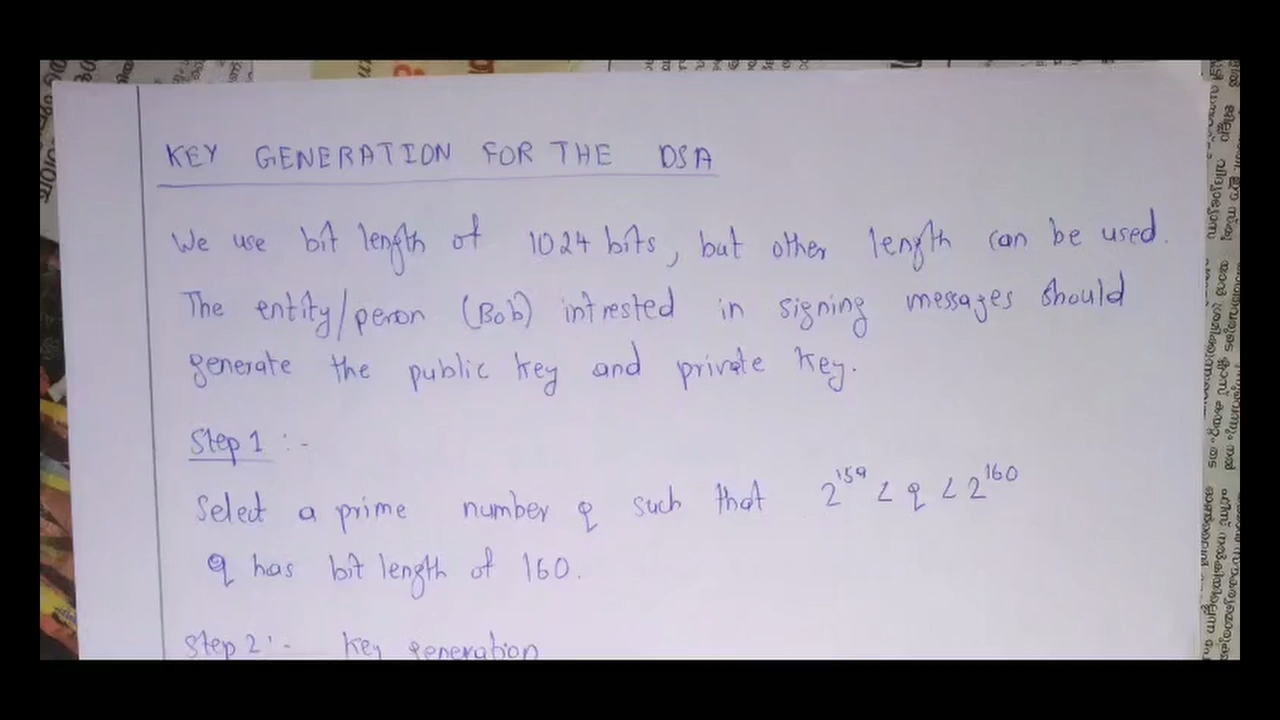 KEY GENERATION FOR THE DSA
We use bit length of 1024 bits, but other length can be used.
The entity/person (Bob) intrested in signing messages should
generate the public key and private key.
Step 1 :-
Select a prime number q such that 2^159 < q < 2^160
q has bit length of 160.
Step 2 :- Key generation